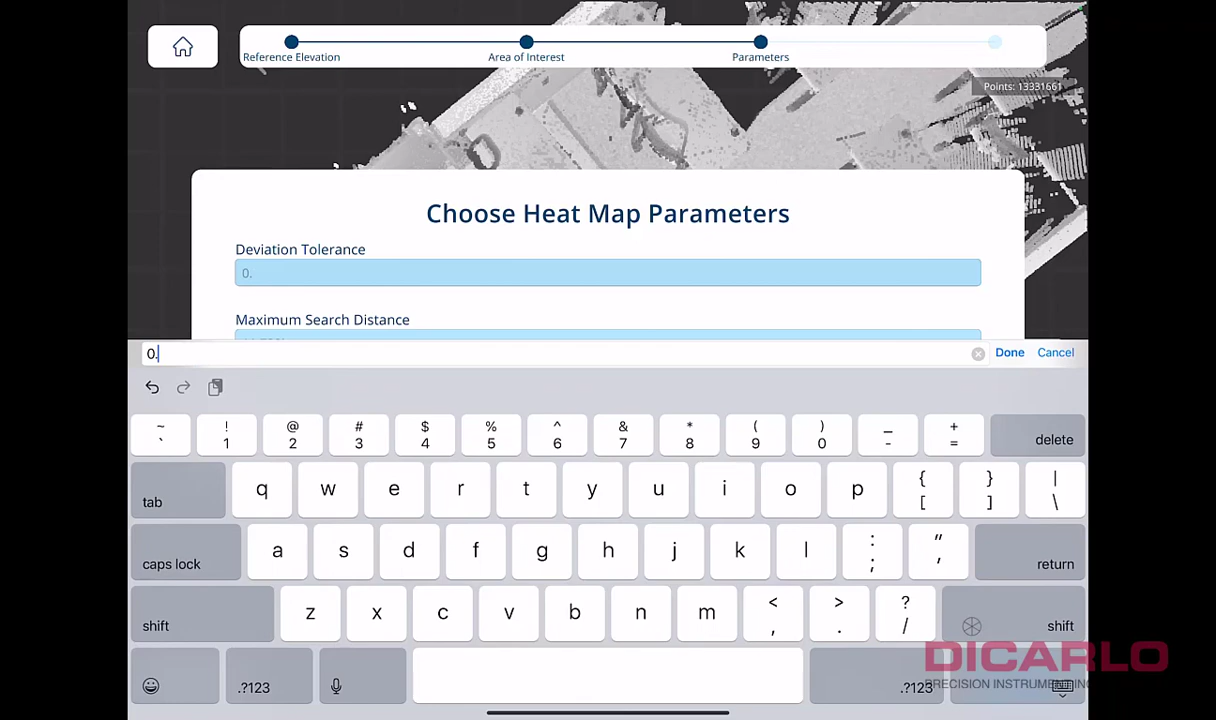 Reference Elevation
Area of Interest
Parameters
Points: 13331661
Choose Heat Map Parameters
Deviation Tolerance
0.
Maximum Search Distance
0.
Done
Cancel
~ ! @ # $ % ^ & * ( ) _ +
` 1 2 3 4 5 6 7 8 9 0 - = delete
tab q w e r t y u i o p { [ } ] | \
caps lock a s d f g h j k l : ; " ' return
shift z x c v b n m < , > . ? / shift
.?123
.?123
DICARLO
PRECISION INSTRUMENT INC